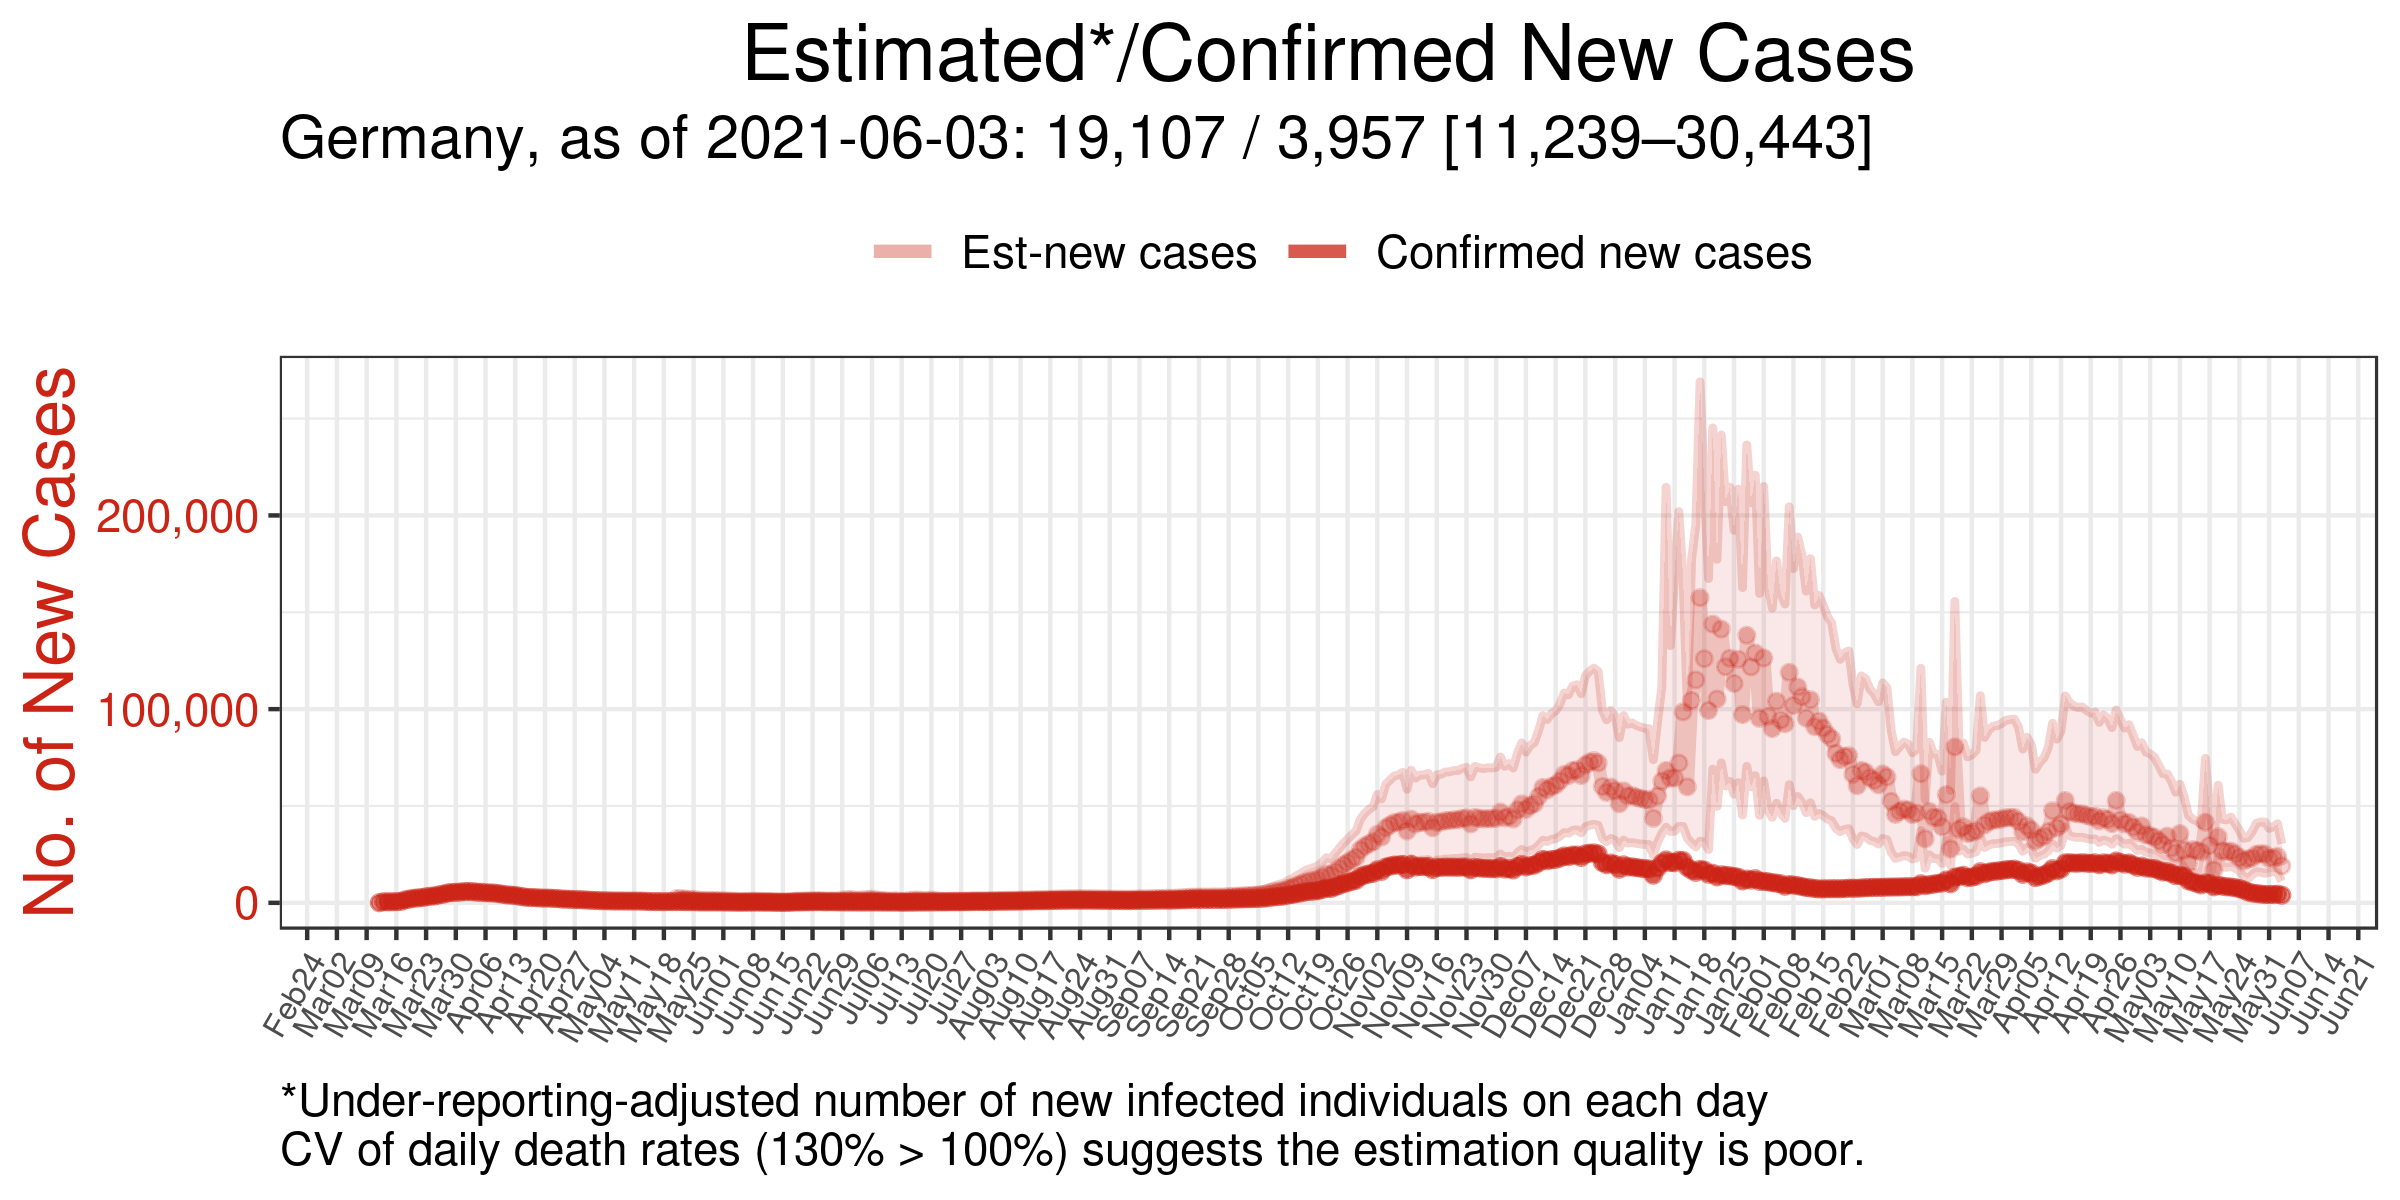 Estimated*/Confirmed New Cases
Germany, as of 2021-06-03: 19,107 / 3,957 [11,239–30,443]
Est-new cases
Confirmed new cases
No. of New Cases
200,000
100,000
0
Feb24
Mar02
Mar09
Mar16
Mar23
Mar30
Apr06
Apr13
Apr20
Apr27
May04
May11
May18
May25
Jun01
Jun08
Jun15
Jun22
Jun29
Jul06
Jul13
Jul20
Jul27
Aug03
Aug10
Aug17
Aug24
Aug31
Sep07
Sep14
Sep21
Sep28
Oct05
Oct12
Oct19
Oct26
Nov02
Nov09
Nov16
Nov23
Nov30
Dec07
Dec14
Dec21
Dec28
Jan04
Jan11
Jan18
Jan25
Feb01
Feb08
Feb15
Feb22
Mar01
Mar08
Mar15
Mar22
Mar29
Apr05
Apr12
Apr19
Apr26
May03
May10
May17
May24
May31
Jun07
Jun14
Jun21
*Under-reporting-adjusted number of new infected individuals on each day
CV of daily death rates (130% > 100%) suggests the estimation quality is poor.